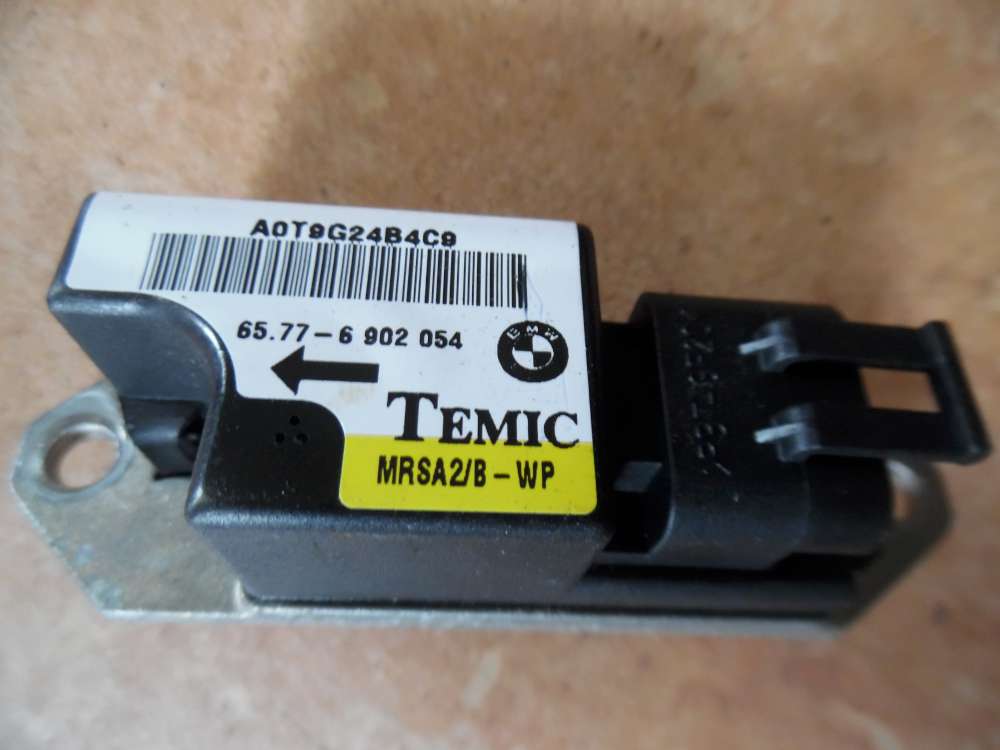 A0T9G24B4C9
65.77-6 902 054
BMW
TEMIC
MRSA2/B-WP